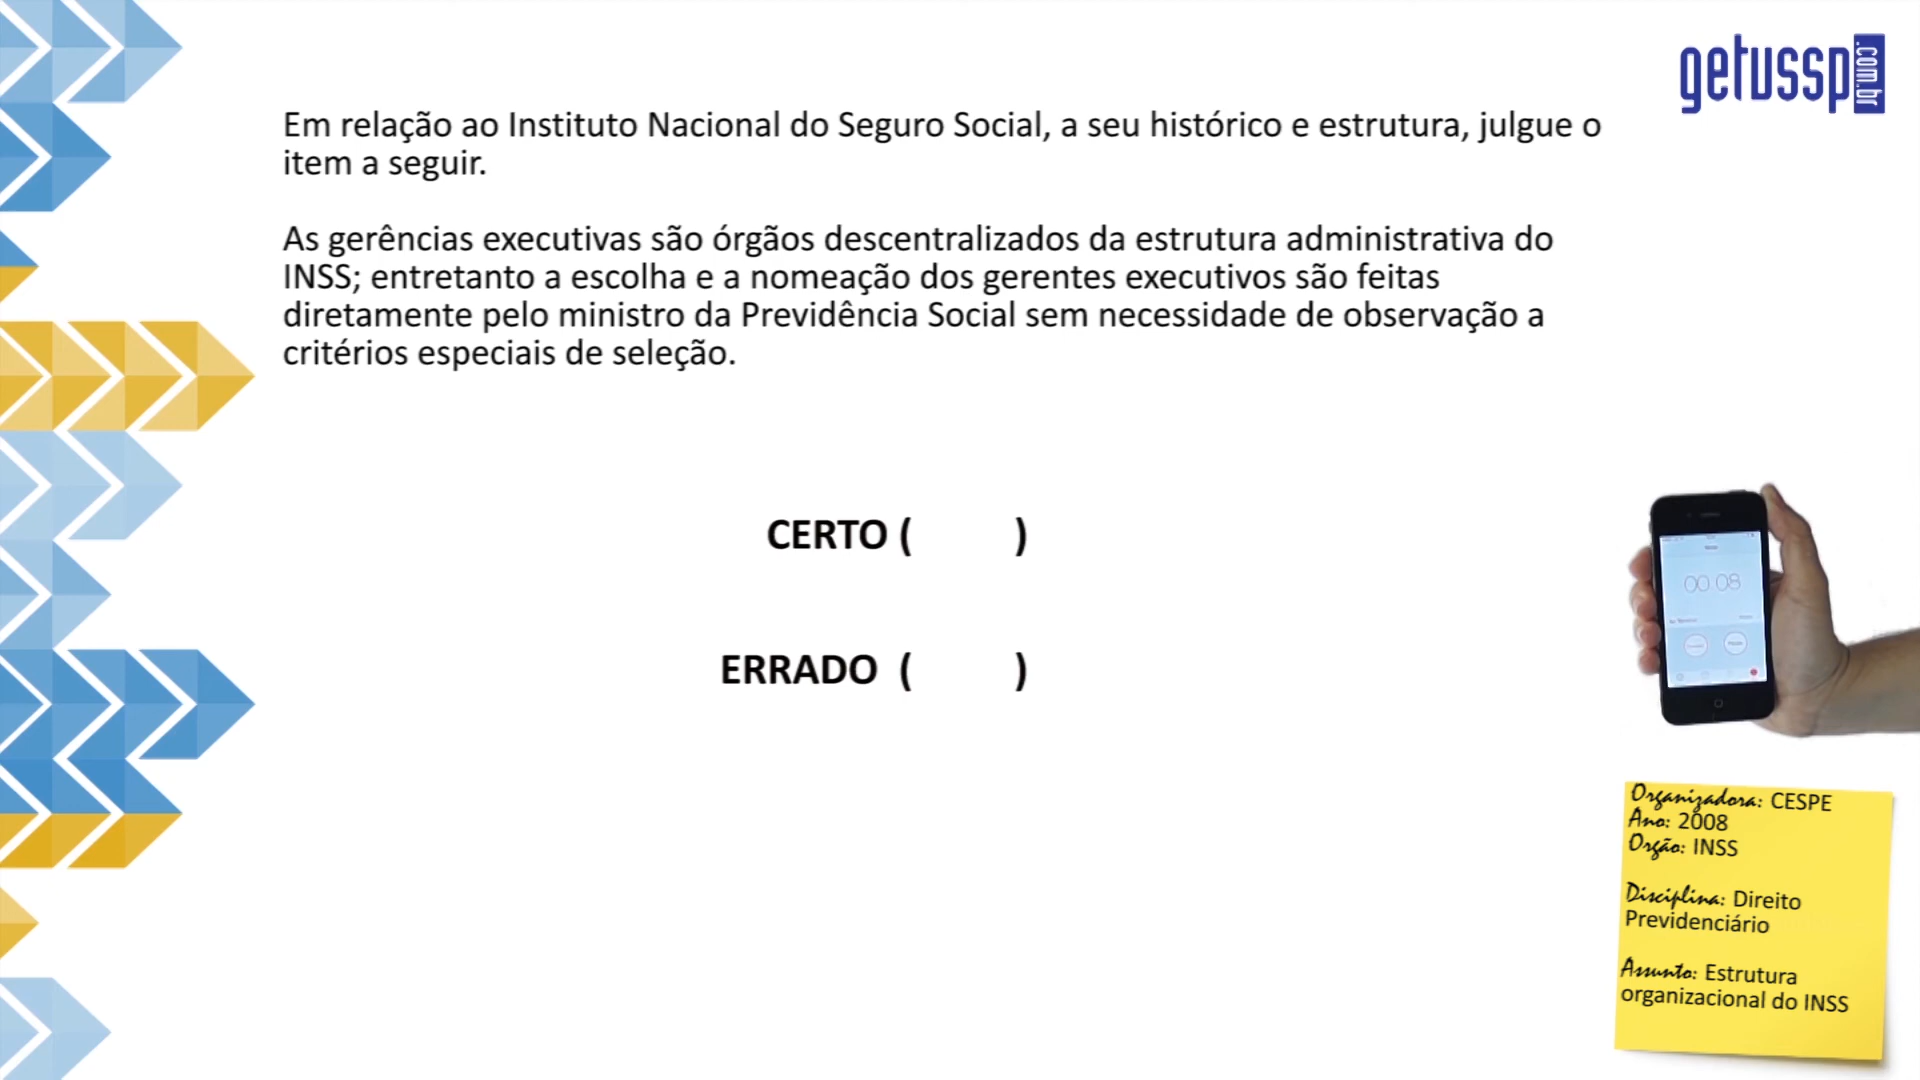 getussp.com.br
Em relação ao Instituto Nacional do Seguro Social, a seu histórico e estrutura, julgue o
item a seguir.
As gerências executivas são órgãos descentralizados da estrutura administrativa do
INSS; entretanto a escolha e a nomeação dos gerentes executivos são feitas
diretamente pelo ministro da Previdência Social sem necessidade de observação a
critérios especiais de seleção.
CERTO ( )
ERRADO ( )
00:08
Organizadora: CESPE
Ano: 2008
Orgão: INSS
Disciplina: Direito
Previdenciário
Assunto: Estrutura
organizacional do INSS